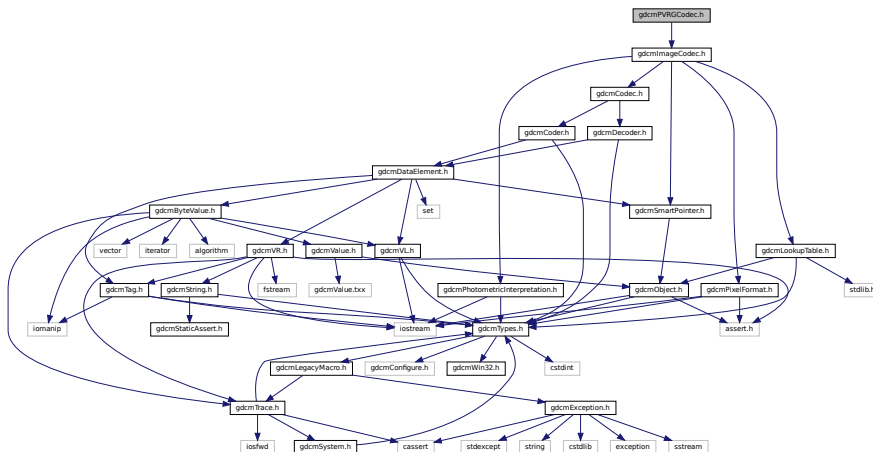 gdcmPVRGCodec.h
gdcmImageCodec.h
gdcmCodec.h
gdcmCoder.h
gdcmDecoder.h
gdcmDataElement.h
gdcmByteValue.h
set
gdcmSmartPointer.h
vector
iterator
algorithm
gdcmVR.h
gdcmValue.h
gdcmVL.h
gdcmLookupTable.h
gdcmTag.h
gdcmString.h
fstream
gdcmValue.txx
gdcmPhotometricInterpretation.h
gdcmObject.h
gdcmPixelFormat.h
stdlib.h
iomanip
gdcmStaticAssert.h
iostream
gdcmTypes.h
assert.h
gdcmLegacyMacro.h
gdcmConfigure.h
gdcmWin32.h
cstdint
gdcmTrace.h
gdcmException.h
iosfwd
gdcmSystem.h
cassert
stdexcept
string
cstdlib
exception
sstream